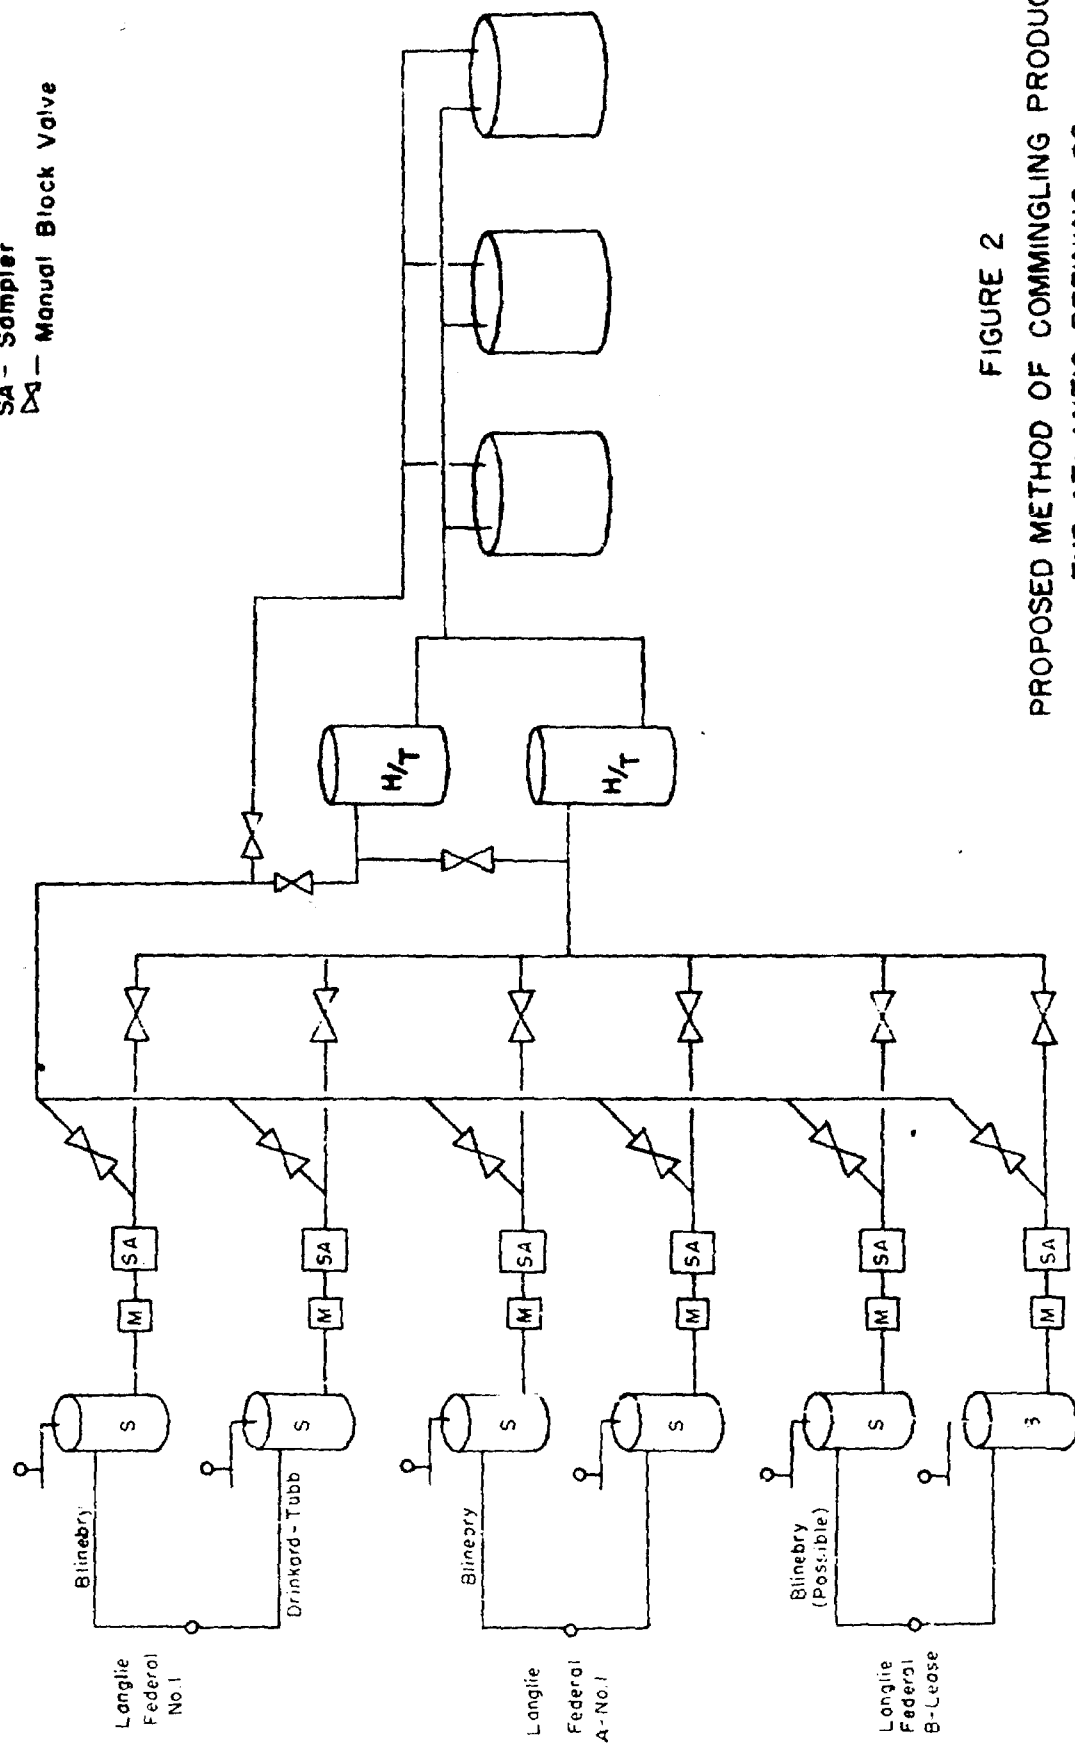 SA - Sampler
– Manual Block Valve
Langlie
Federal
No. 1
Blinebry
S
M
SA
Drinkard-Tubb
S
M
SA
Langlie
Federal
A-No. 1
Blinebry
S
M
SA
S
M
SA
Langlie
Federal
B-Lease
Blinebry
(Possible)
S
M
SA
M
SA
H/T
H/T
FIGURE 2
PROPOSED METHOD OF COMMINGLING PRODUC